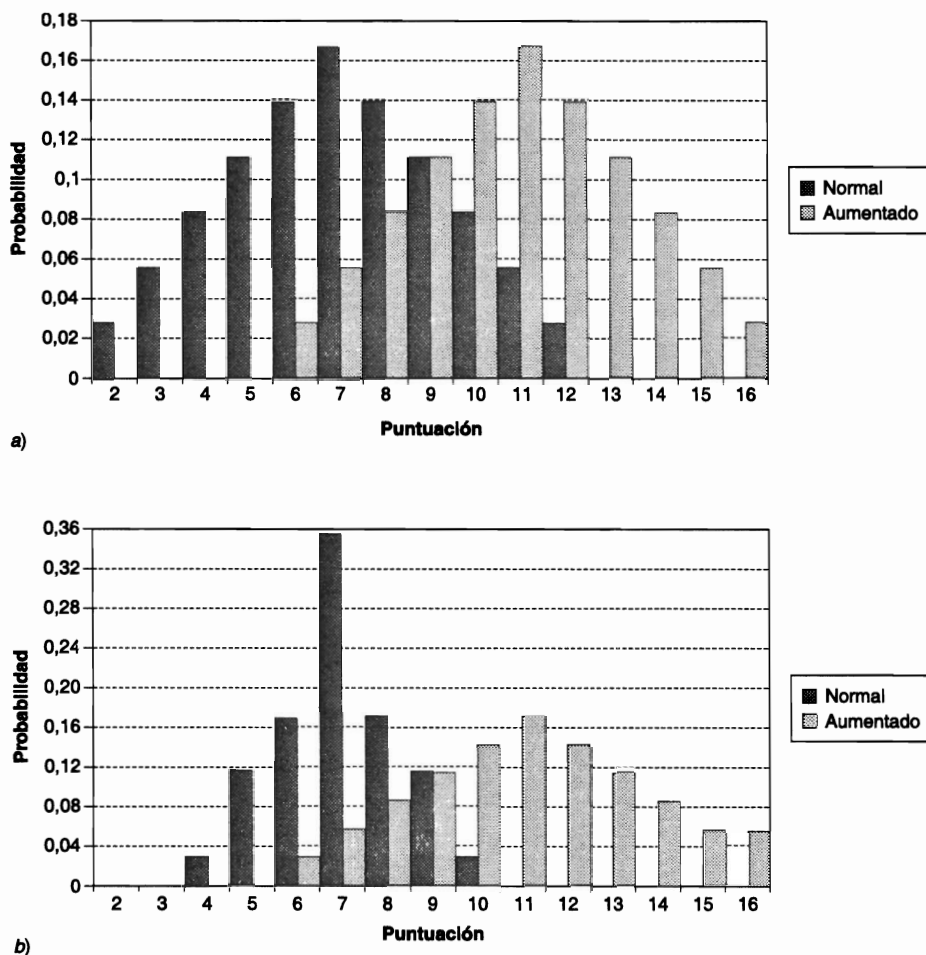 0,18
0,16
0,14
0,12
0,1
0,08
0,06
0,04
0,02
0
Probabilidad
2 3 4 5 6 7 8 9 10 11 12 13 14 15 16
Puntuación
Normal
Aumentado
a)
0,36
0,32
0,28
0,24
0,20
0,16
0,12
0,08
0,04
0
Probabilidad
2 3 4 5 6 7 8 9 10 11 12 13 14 15 16
Puntuación
Normal
Aumentado
b)